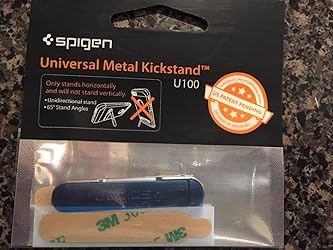 spigen
Universal Metal Kickstand™
U100
Only stands horizontally
and will not stand vertically.
• Unidirectional stand
• 65° Stand Angles
US PATENT PENDING
3M